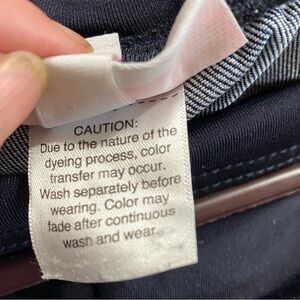 CAUTION:
Due to the nature of the
dyeing process, color
transfer may occur.
Wash separately before
wearing. Color may
fade after continuous
wash and wear.